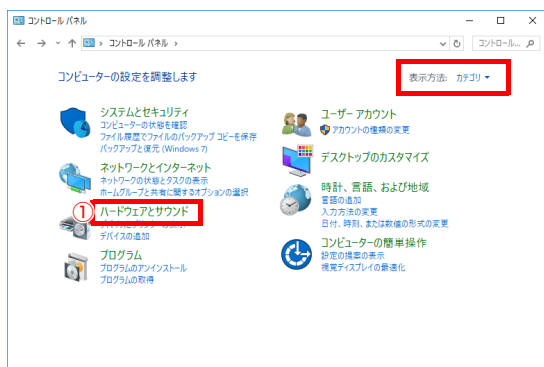 コントロール パネル
コントロール パネル
コントロール...
コンピューターの設定を調整します
表示方法: カテゴリ
システムとセキュリティ
コンピューターの状態を確認
ファイル履歴でファイルのバックアップ コピーを保存
バックアップと復元 (Windows 7)
ネットワークとインターネット
ネットワークの状態とタスクの表示
ホームグループと共有に関するオプションの選択
① ハードウェアとサウンド
デバイスの追加
プログラム
プログラムのアンインストール
プログラムの取得
ユーザー アカウント
アカウントの種類の変更
デスクトップのカスタマイズ
時計、言語、および地域
言語の追加
入力方法の変更
日付、時刻、または数値の形式の変更
コンピューターの簡単操作
設定の提案の表示
視覚ディスプレイの最適化